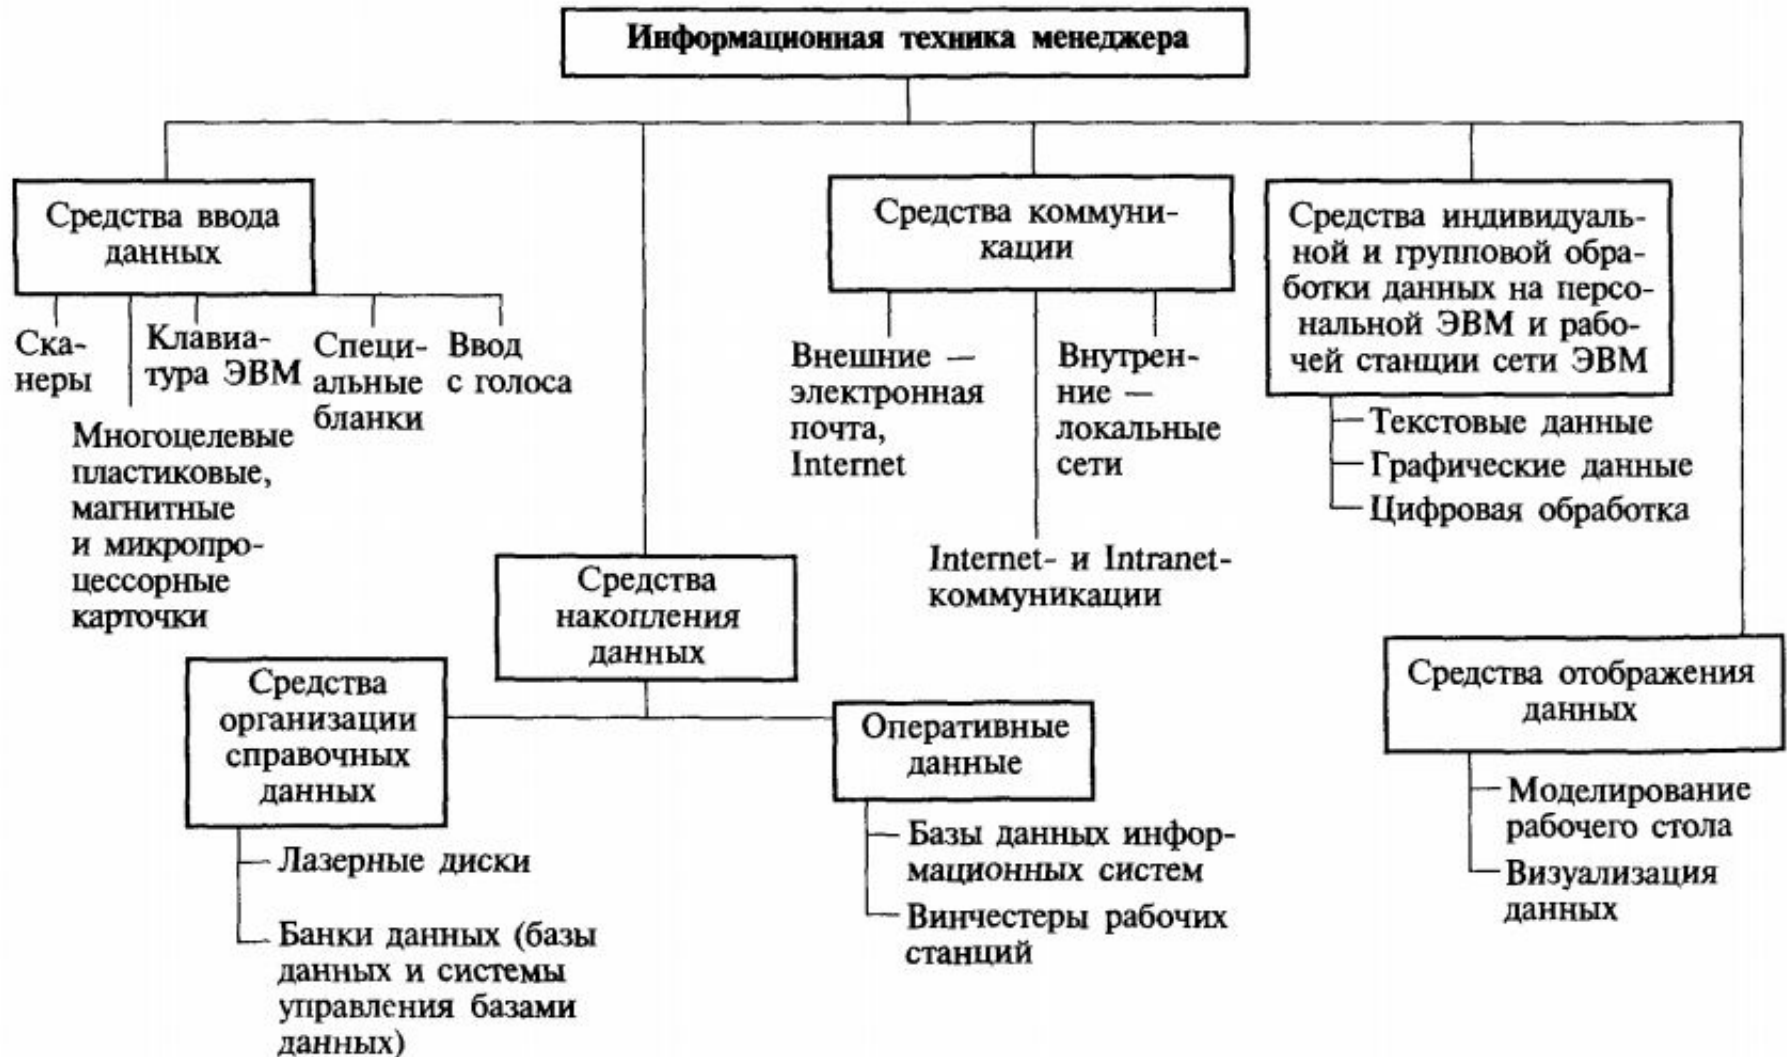 Информационная техника менеджера
Средства ввода
данных
Ска-
неры
Клавиа-
тура ЭВМ
Специ-
альные
бланки
Ввод
с голоса
Многоцелевые
пластиковые,
магнитные
и микропро-
цессорные
карточки
Средства
накопления
данных
Средства
организации
справочных
данных
Лазерные диски
Банки данных (базы
данных и системы
управления базами
данных)
Оперативные
данные
Базы данных инфор-
мационных систем
Винчестеры рабочих
станций
Средства коммуни-
кации
Внешние —
электронная
почта,
Internet
Внутрен-
ние —
локальные
сети
Internet- и Intranet-
коммуникации
Средства индивидуаль-
ной и групповой обра-
ботки данных на персо-
нальной ЭВМ и рабо-
чей станции сети ЭВМ
Текстовые данные
Графические данные
Цифровая обработка
Средства отображения
данных
Моделирование
рабочего стола
Визуализация
данных